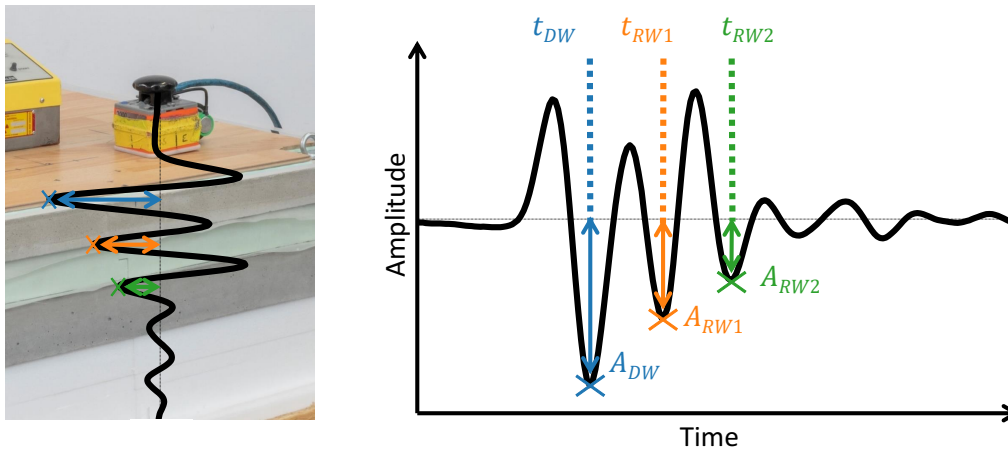 t_DW t_RW1 t_RW2
Amplitude
A_RW2
A_RW1
A_DW
Time
E